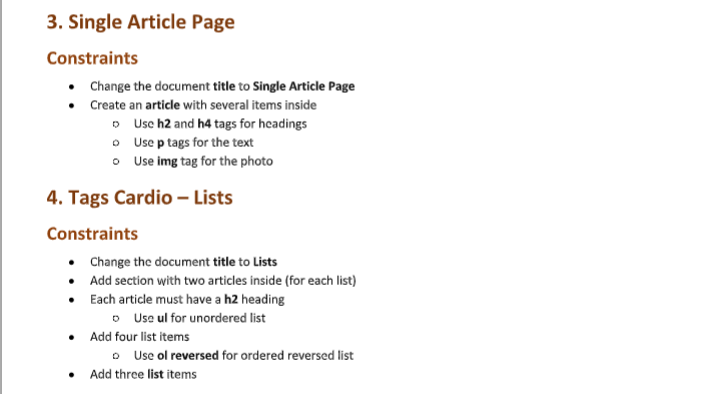 3. Single Article Page
Constraints
• Change the document title to Single Article Page
• Create an article with several items inside
o Use h2 and h4 tags for headings
o Use p tags for the text
o Use img tag for the photo
4. Tags Cardio – Lists
Constraints
• Change the document title to Lists
• Add section with two articles inside (for each list)
• Each article must have a h2 heading
o Use ul for unordered list
• Add four list items
o Use ol reversed for ordered reversed list
• Add three list items